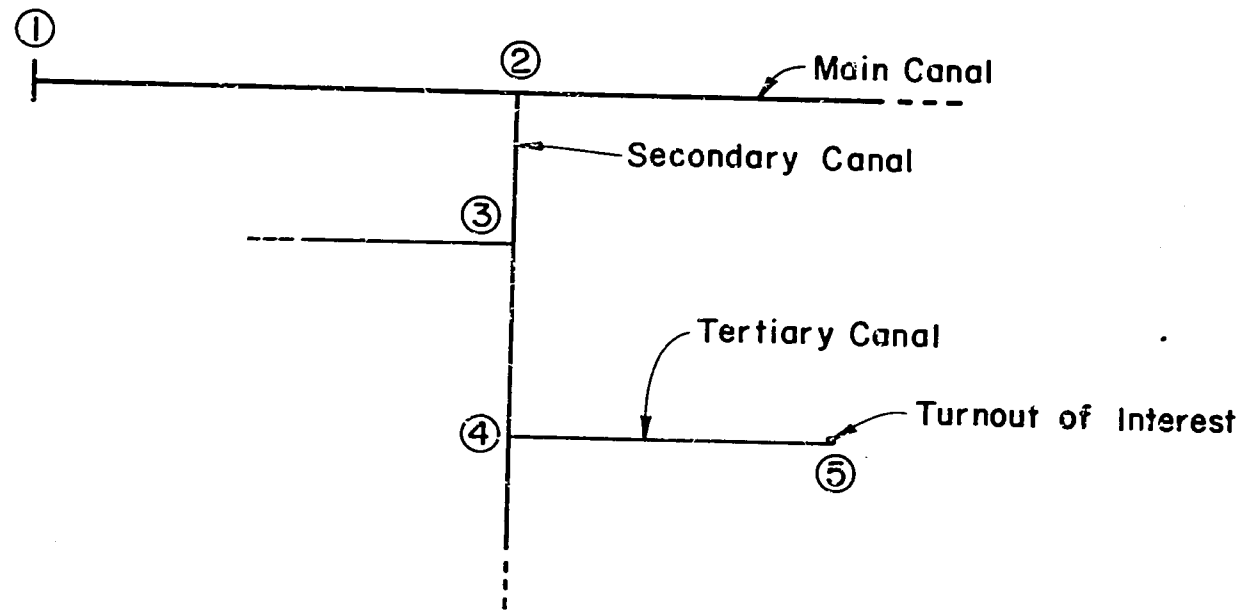 ①
②
Main Canal
Secondary Canal
③
Tertiary Canal
Turnout of Interest
④
⑤